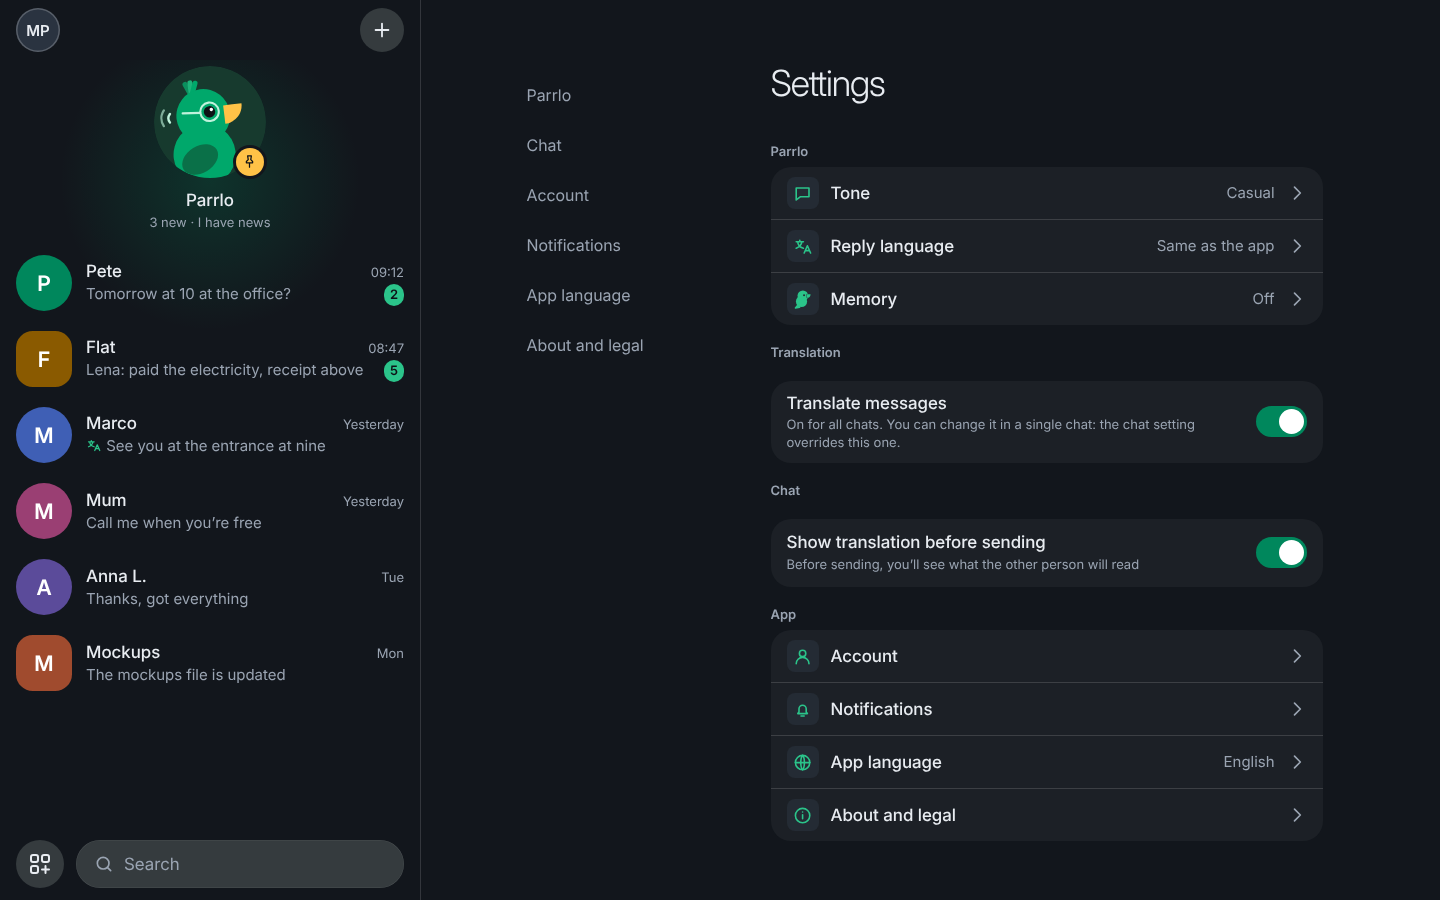 MP
Parrlo
3 new · I have news
P
Pete
09:12
Tomorrow at 10 at the office?
2
F
Flat
08:47
Lena: paid the electricity, receipt above
5
M
Marco
Yesterday
See you at the entrance at nine
M
Mum
Yesterday
Call me when you’re free
A
Anna L.
Tue
Thanks, got everything
M
Mockups
Mon
The mockups file is updated
Search
Parrlo
Chat
Account
Notifications
App language
About and legal
Settings
Parrlo
Tone
Casual
Reply language
Same as the app
Memory
Off
Translation
Translate messages
On for all chats. You can change it in a single chat: the chat setting
overrides this one.
Chat
Show translation before sending
Before sending, you’ll see what the other person will read
App
Account
Notifications
App language
English
About and legal